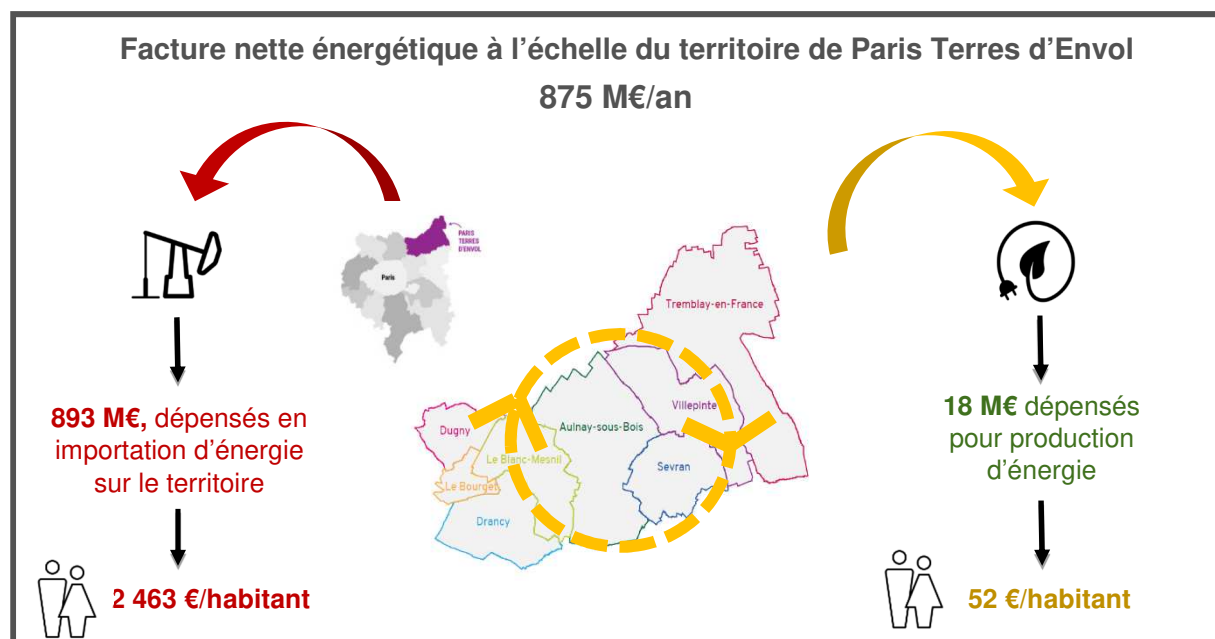 Facture nette énergétique à l'échelle du territoire de Paris Terres d'Envol
875 M€/an
PARIS
TERRES
D'ENVOL
Paris
Tremblay-en-France
Villepinte
Dugny
Aulnay-sous-Bois
Le Blanc-Mesnil
Sevran
Le Bourget
Drancy
893 M€, dépensés en
importation d'énergie
sur le territoire
2 463 €/habitant
18 M€ dépensés
pour production
d'énergie
52 €/habitant